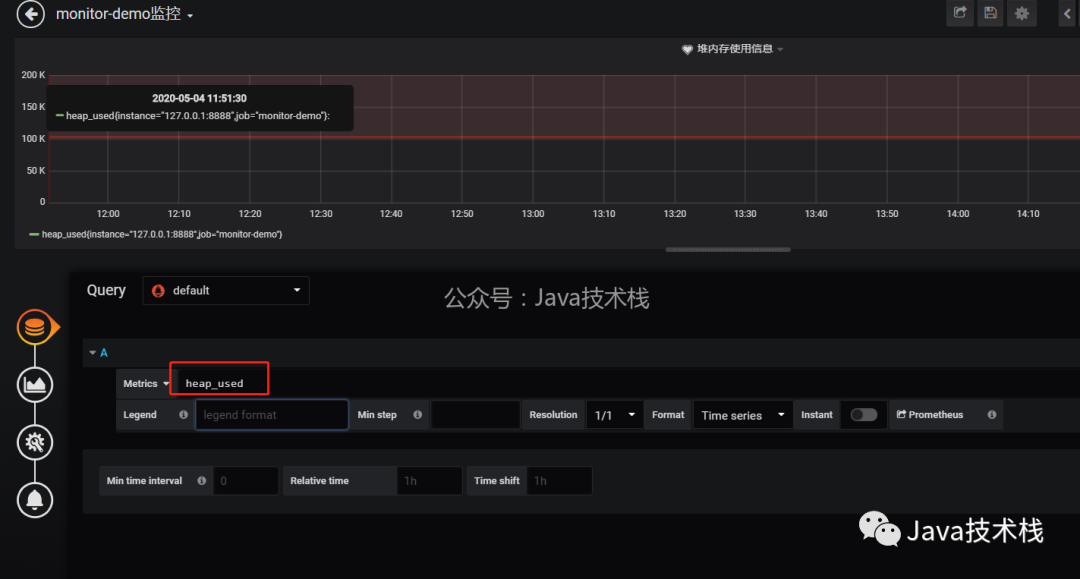 monitor-demo监控
堆内存使用信息
200 K
150 K
100 K
50 K
0
2020-05-04 11:51:30
heap_used{instance="127.0.0.1:8888",job="monitor-demo"}:
12:00 12:10 12:20 12:30 12:40 12:50 13:00 13:10 13:20 13:30 13:40 13:50 14:00 14:10
heap_used{instance="127.0.0.1:8888",job="monitor-demo"}
Query default
公众号：Java技术栈
A
Metrics heap_used
Legend legend format Min step Resolution 1/1 Format Time series Instant Prometheus
Min time interval 0 Relative time 1h Time shift 1h
Java技术栈